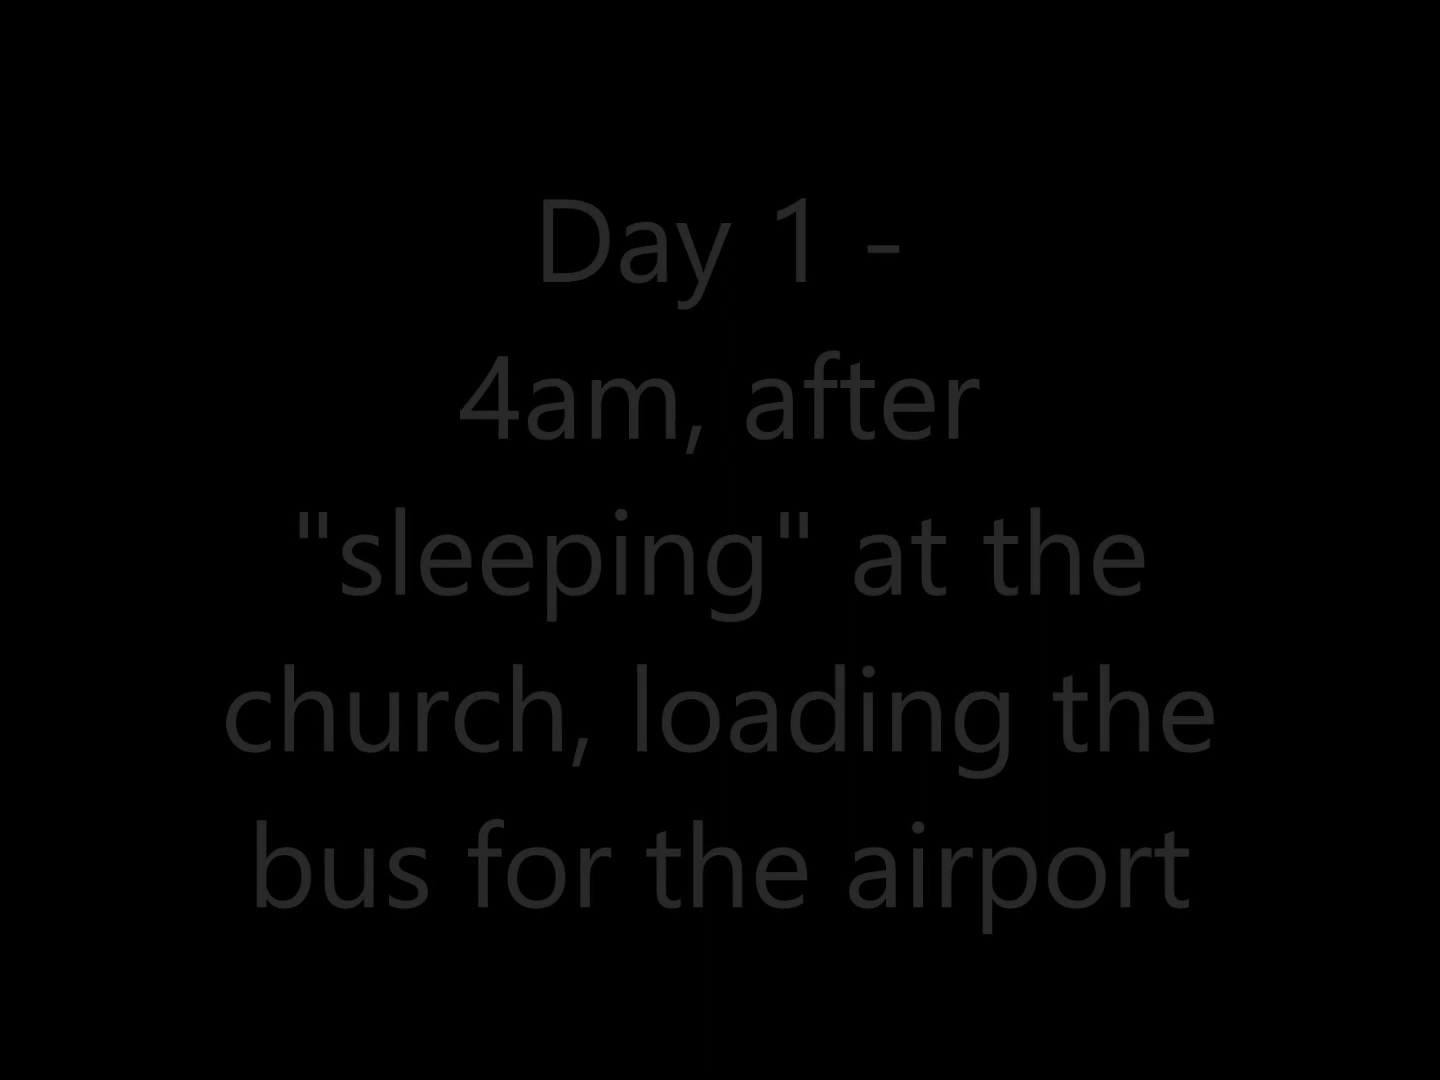 Day 1 -
4am, after
"sleeping" at the
church, loading the
bus for the airport